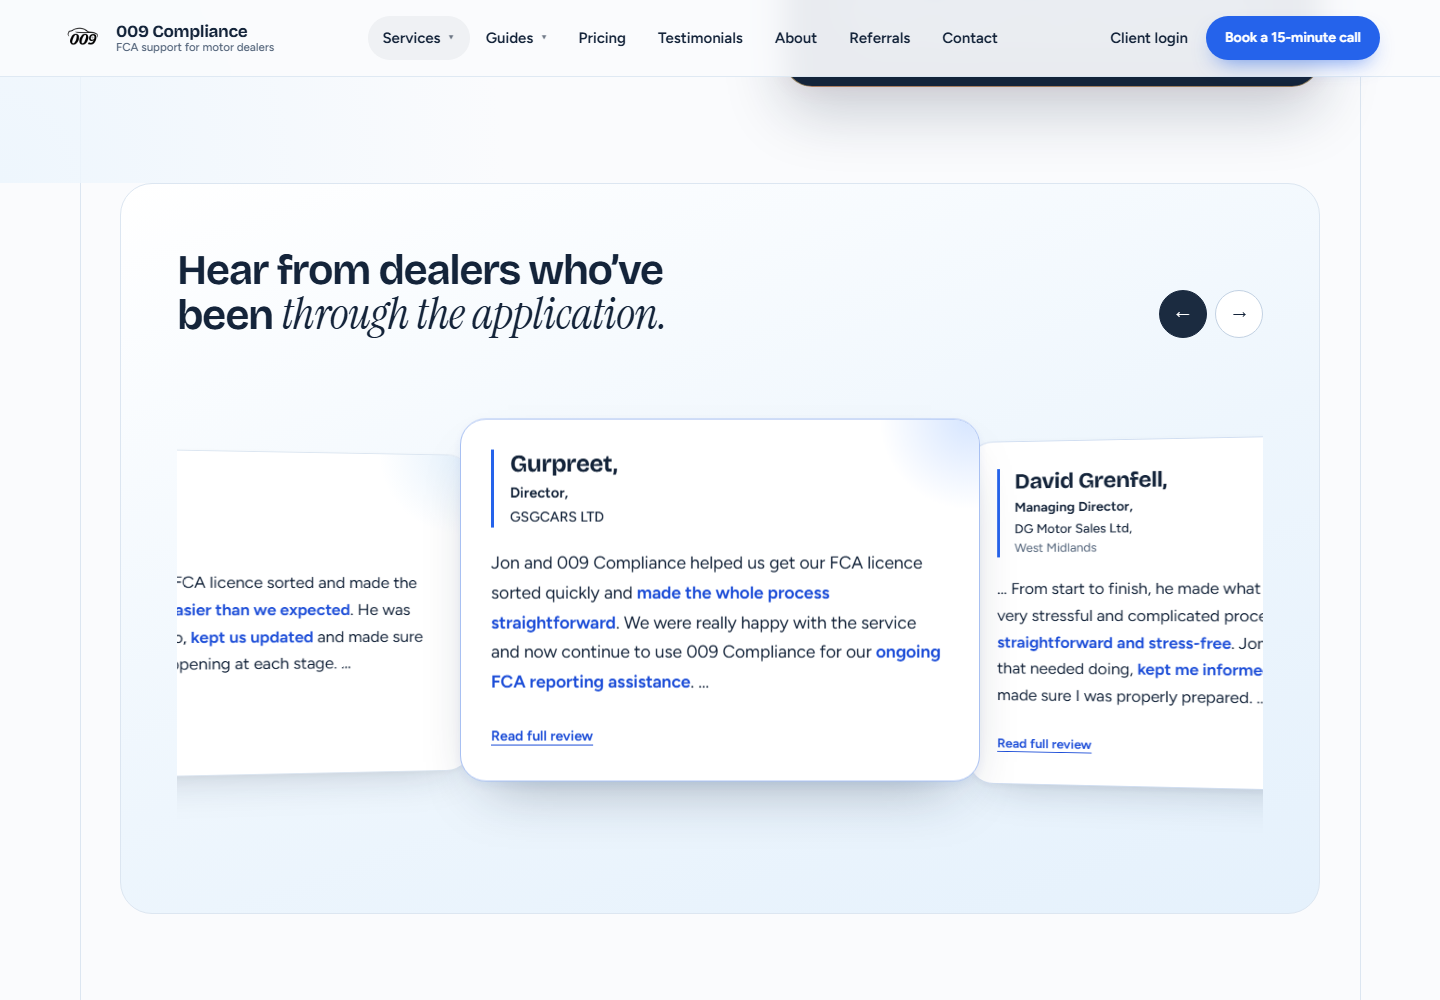 009
009 Compliance
FCA support for motor dealers
Services
Guides
Pricing
Testimonials
About
Referrals
Contact
Client login
Book a 15-minute call
Hear from dealers who’ve
been through the application.
← →
FCA licence sorted and made the
asier than we expected. He was
o, kept us updated and made sure
pening at each stage. ...
Gurpreet,
Director,
GSGCARS LTD
Jon and 009 Compliance helped us get our FCA licence
sorted quickly and made the whole process
straightforward. We were really happy with the service
and now continue to use 009 Compliance for our ongoing
FCA reporting assistance. ...
Read full review
David Grenfell,
Managing Director,
DG Motor Sales Ltd,
West Midlands
... From start to finish, he made what
very stressful and complicated proce
straightforward and stress-free. Jon
that needed doing, kept me informe
made sure I was properly prepared. ..
Read full review